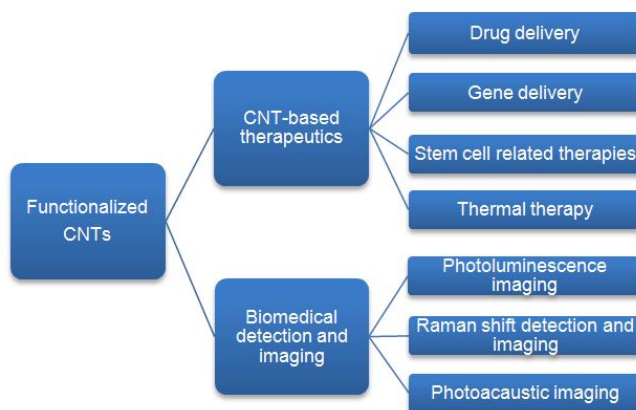 Functionalized
CNTs
CNT-based
therapeutics
Drug delivery
Gene delivery
Stem cell related therapies
Thermal therapy
Biomedical
detection and
imaging
Photoluminescence
imaging
Raman shift detection and
imaging
Photoacaustic imaging